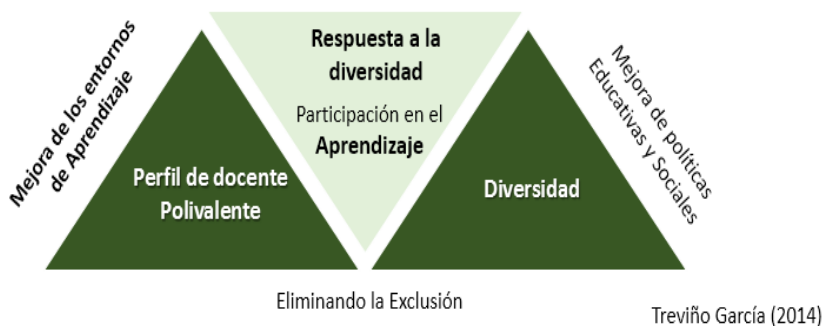 Mejora de los entornos
de Aprendizaje
Respuesta a la
diversidad
Participación en el
Aprendizaje
Perfil de docente
Polivalente
Diversidad
Mejora de políticas
Educativas y Sociales
Eliminando la Exclusión
Treviño García (2014)